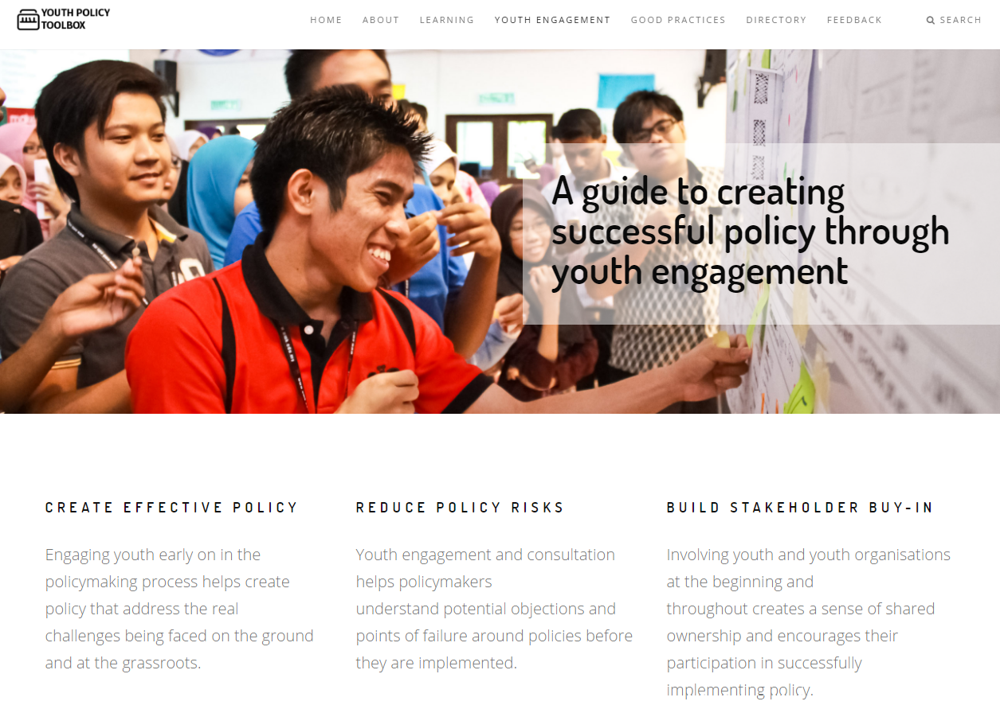 YOUTH POLICY
TOOLBOX
HOME ABOUT LEARNING YOUTH ENGAGEMENT GOOD PRACTICES DIRECTORY FEEDBACK SEARCH
A guide to creating
successful policy through
youth engagement
CREATE EFFECTIVE POLICY
Engaging youth early on in the
policymaking process helps create
policy that address the real
challenges being faced on the ground
and at the grassroots.
REDUCE POLICY RISKS
Youth engagement and consultation
helps policymakers
understand potential objections and
points of failure around policies before
they are implemented.
BUILD STAKEHOLDER BUY-IN
Involving youth and youth organisations
at the beginning and
throughout creates a sense of shared
ownership and encourages their
participation in successfully
implementing policy.